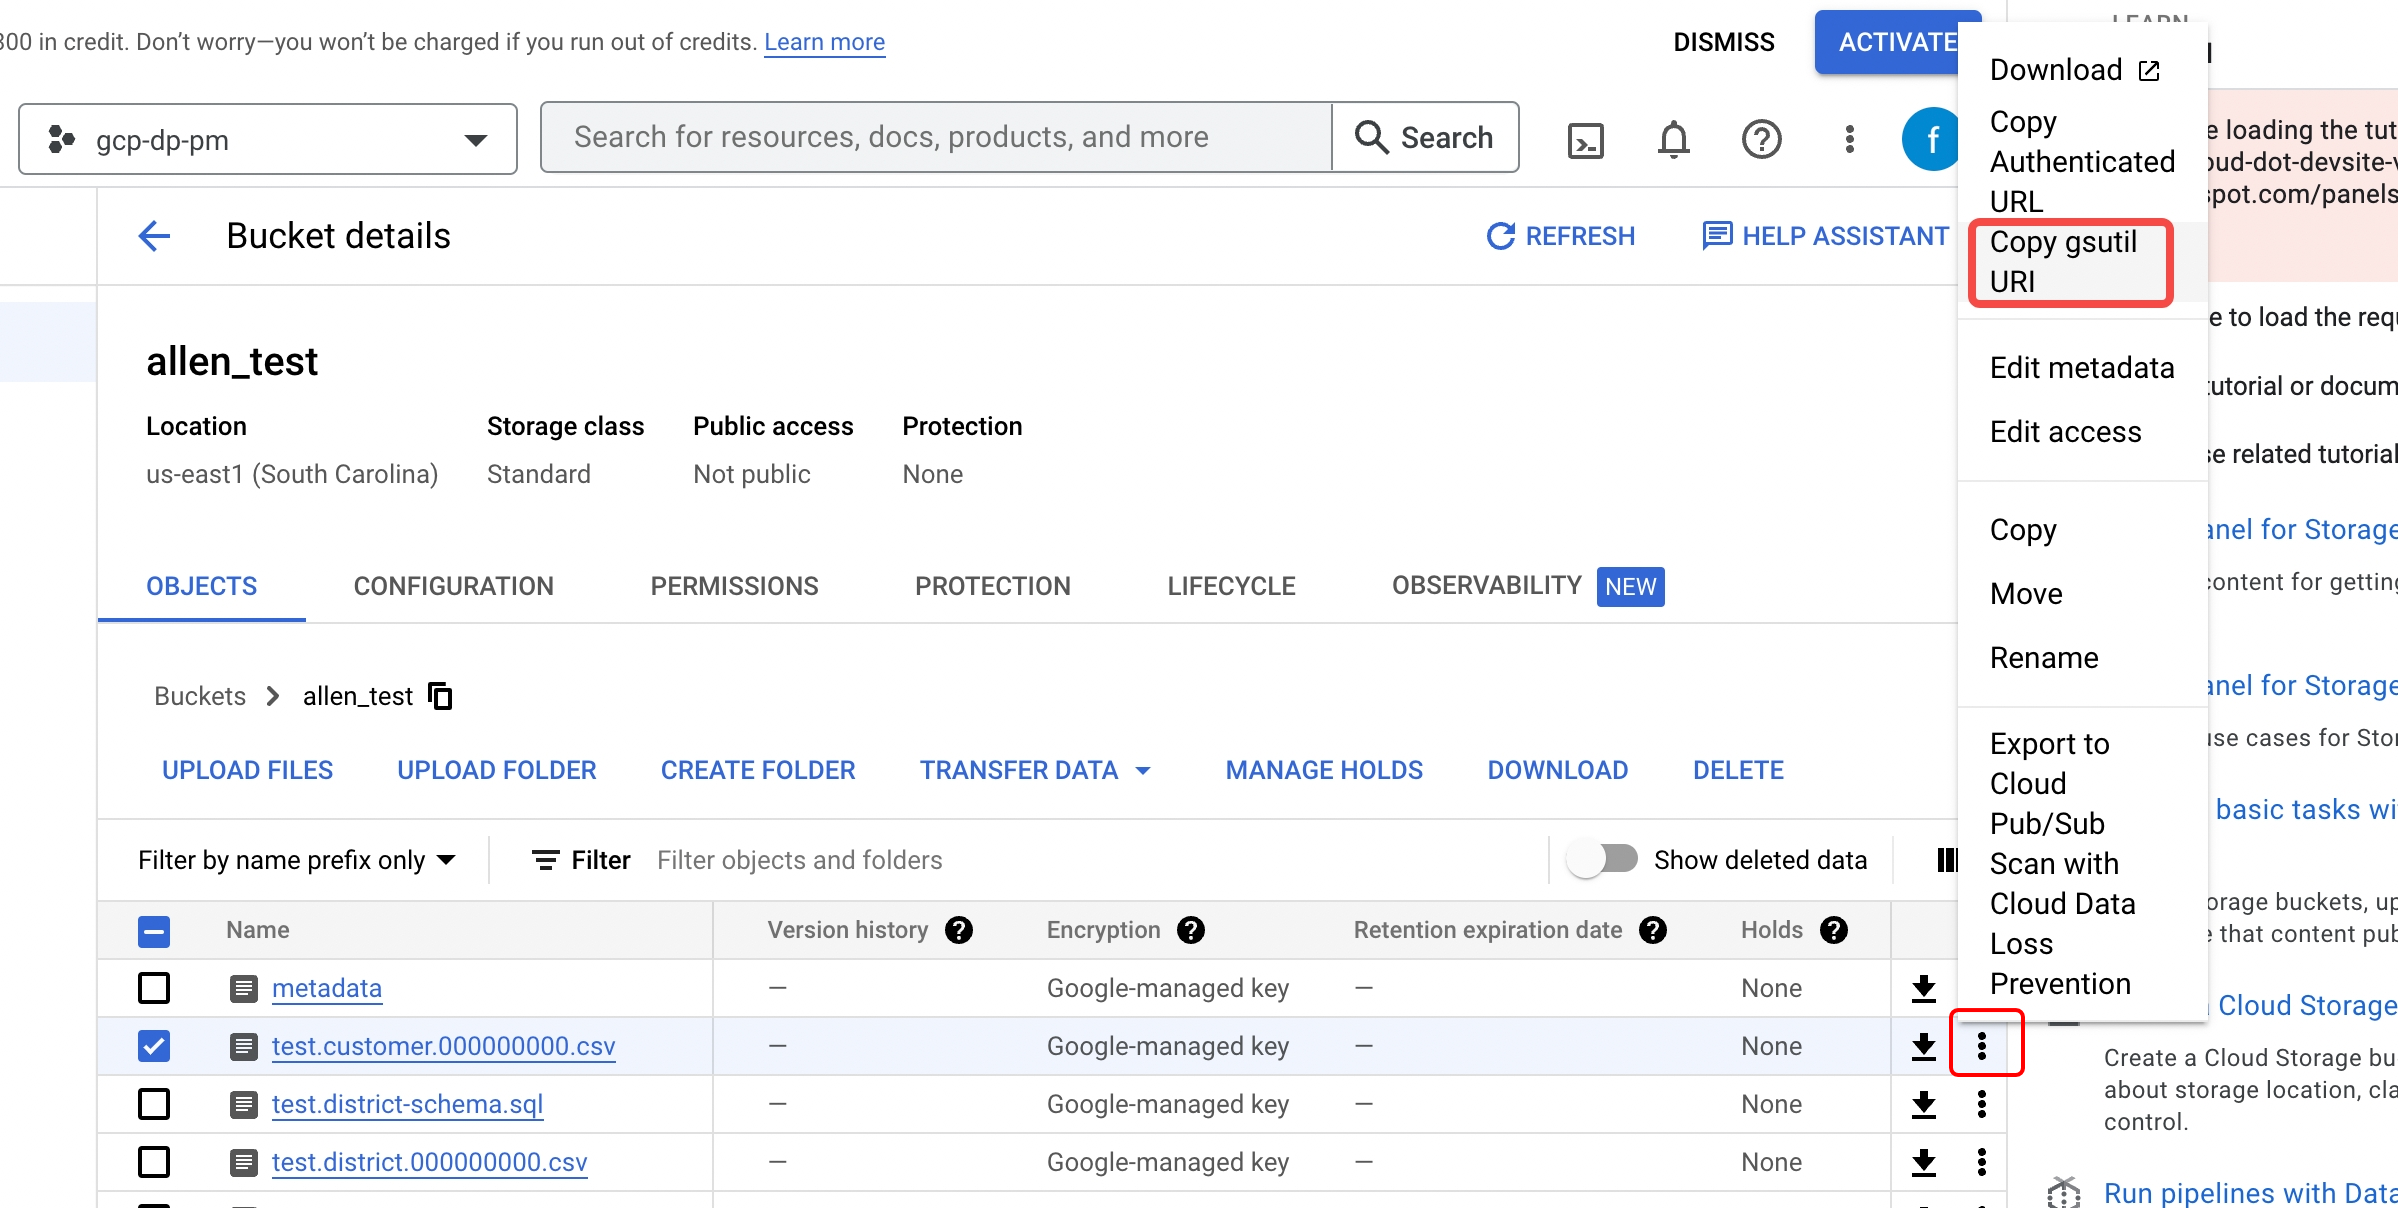 300 in credit. Don't worry—you won't be charged if you run out of credits. Learn more
DISMISS
ACTIVATE
gcp-dp-pm
Search for resources, docs, products, and more
Search
f
Bucket details
REFRESH
HELP ASSISTANT
allen_test
Location
Storage class
Public access
Protection
us-east1 (South Carolina)
Standard
Not public
None
OBJECTS
CONFIGURATION
PERMISSIONS
PROTECTION
LIFECYCLE
OBSERVABILITY
NEW
Buckets
allen_test
UPLOAD FILES
UPLOAD FOLDER
CREATE FOLDER
TRANSFER DATA
MANAGE HOLDS
DOWNLOAD
DELETE
Filter by name prefix only
Filter
Filter objects and folders
Show deleted data
Name
Version history
Encryption
Retention expiration date
Holds
metadata
—
Google-managed key
—
None
test.customer.000000000.csv
—
Google-managed key
—
None
test.district-schema.sql
—
Google-managed key
—
None
test.district.000000000.csv
—
Google-managed key
—
None
Download
Copy
Authenticated
URL
Copy gsutil
URI
Edit metadata
Edit access
Copy
Move
Rename
Export to
Cloud
Pub/Sub
Scan with
Cloud Data
Loss
Prevention
LEARN
e loading the tut
oud-dot-devsite-v
spot.com/panels
e to load the requ
tutorial or docum
se related tutorial
anel for Storage
content for getting
anel for Storage
use cases for Stor
basic tasks wi
orage buckets, up
e that content pub
Cloud Storage
Create a Cloud Storage bu
about storage location, cla
control.
Run pipelines with Data